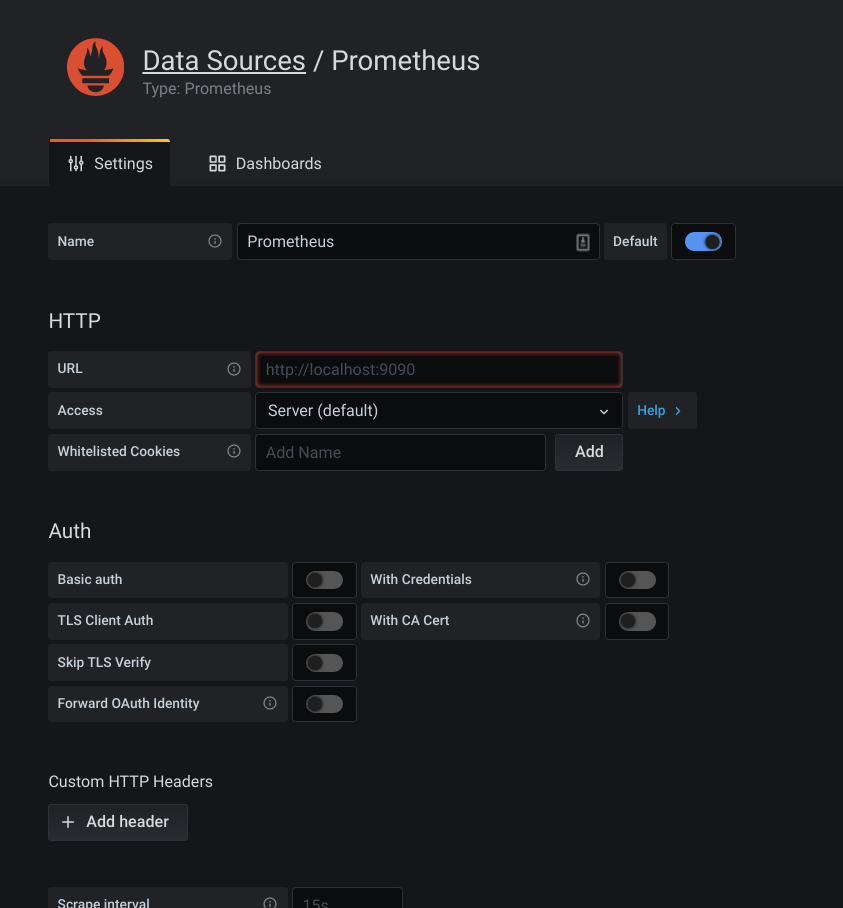 Data Sources / Prometheus
Type: Prometheus
Settings
Dashboards
Name
Prometheus
Default
HTTP
URL
http://localhost:9090
Access
Server (default)
Help
Whitelisted Cookies
Add Name
Add
Auth
Basic auth
With Credentials
TLS Client Auth
With CA Cert
Skip TLS Verify
Forward OAuth Identity
Custom HTTP Headers
Add header
Scrape interval
15s